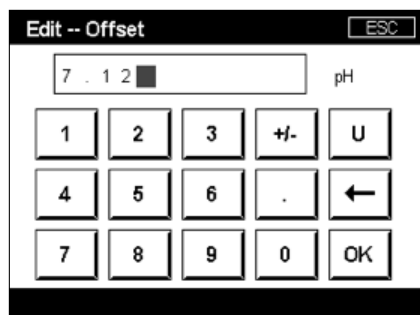 Edit -- Offset ESC
7 . 1 2 pH
1 2 3 +/- U
4 5 6 . ←
7 8 9 0 OK